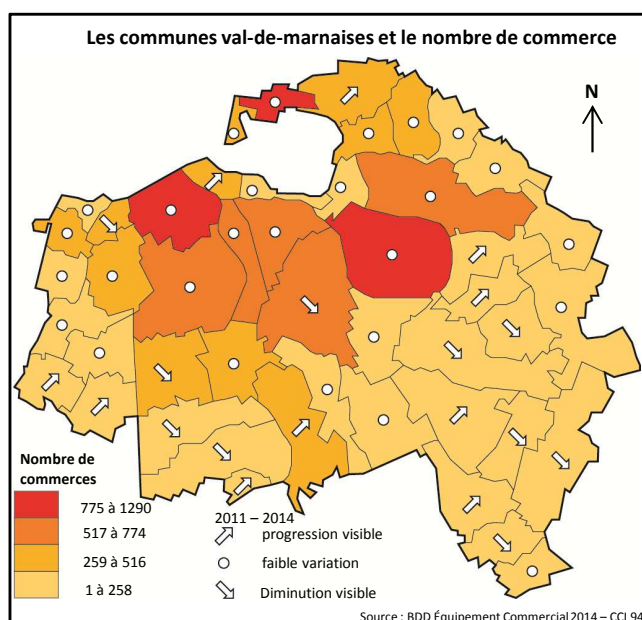 Les communes val-de-marnaises et le nombre de commerce
N
Nombre de
commerces
775 à 1290
517 à 774
259 à 516
1 à 258
2011 – 2014
progression visible
faible variation
Diminution visible
Source : BDD Équipement Commercial 2014 – CCI 94